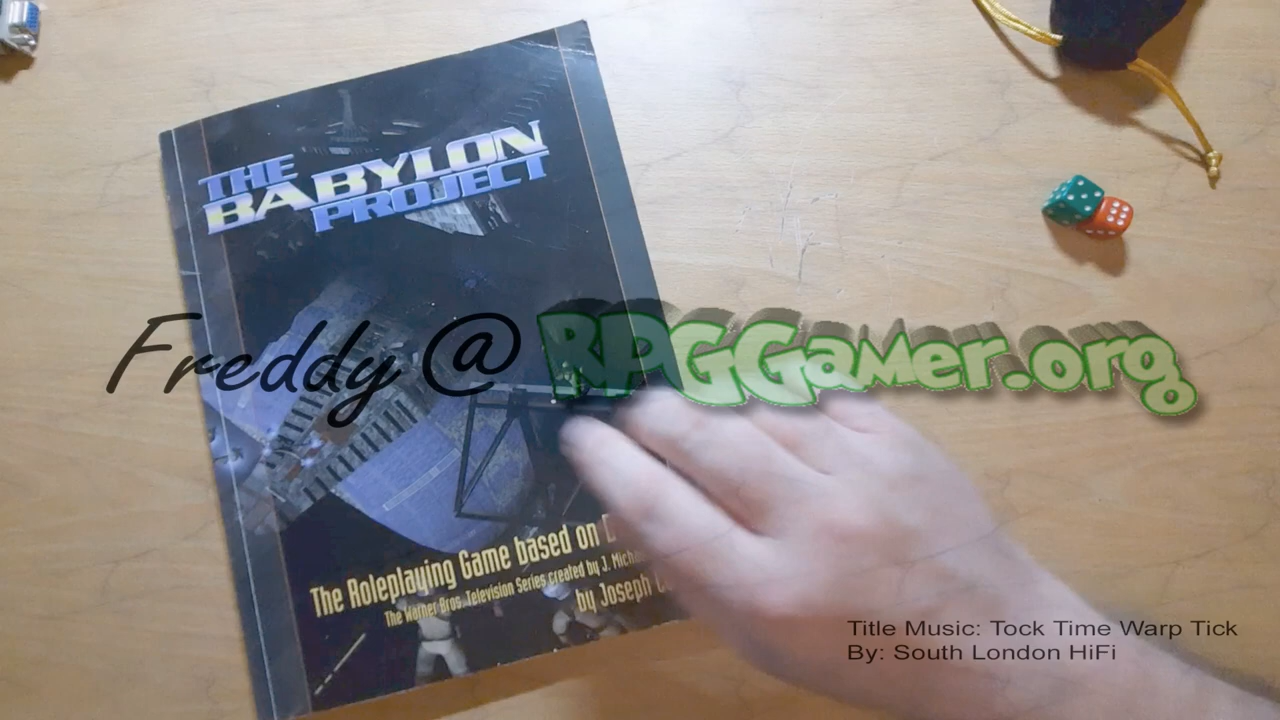 THE
BABYLON
PROJECT
Freddy @ RPGGamer.org
The Roleplaying Game based on
The Warner Bros. Television Series created by J.
by Joseph
Title Music: Tock Time Warp Tick
By: South London HiFi